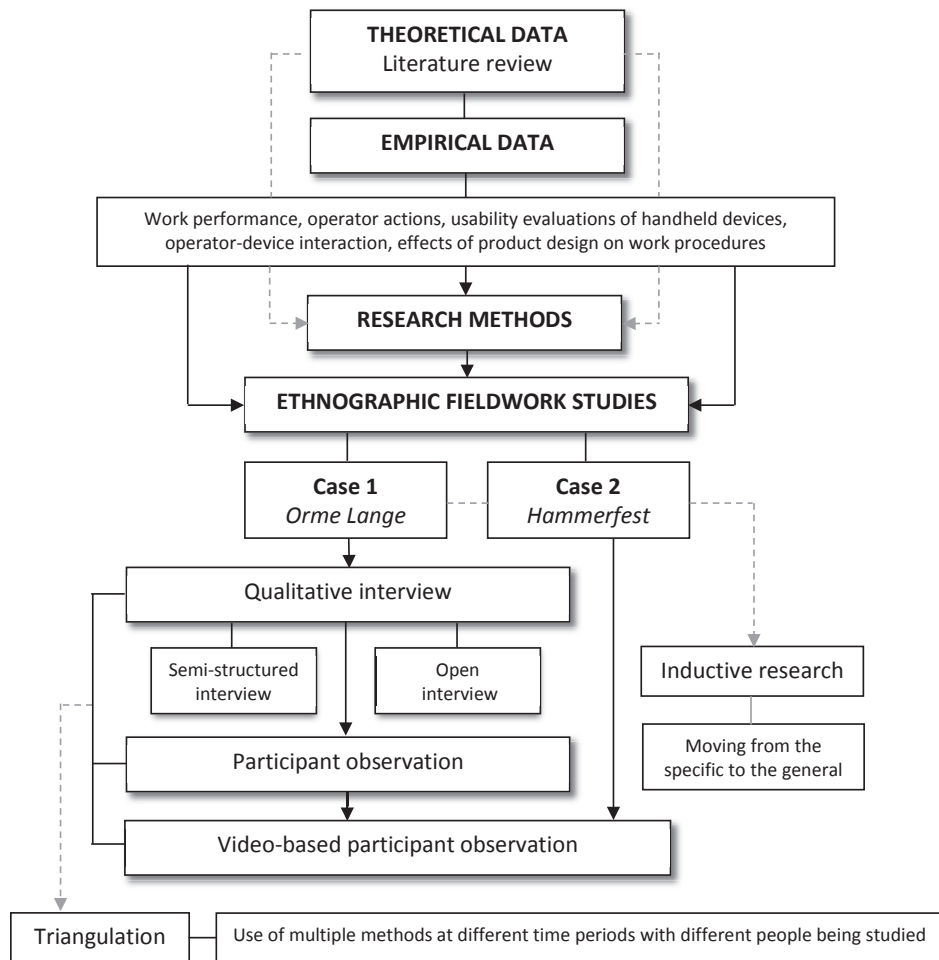 THEORETICAL DATA
Literature review
EMPIRICAL DATA
Work performance, operator actions, usability evaluations of handheld devices,
operator-device interaction, effects of product design on work procedures
RESEARCH METHODS
ETHNOGRAPHIC FIELDWORK STUDIES
Case 1
Orme Lange
Case 2
Hammerfest
Qualitative interview
Semi-structured
interview
Open
interview
Inductive research
Moving from the
specific to the general
Participant observation
Video-based participant observation
Triangulation
Use of multiple methods at different time periods with different people being studied